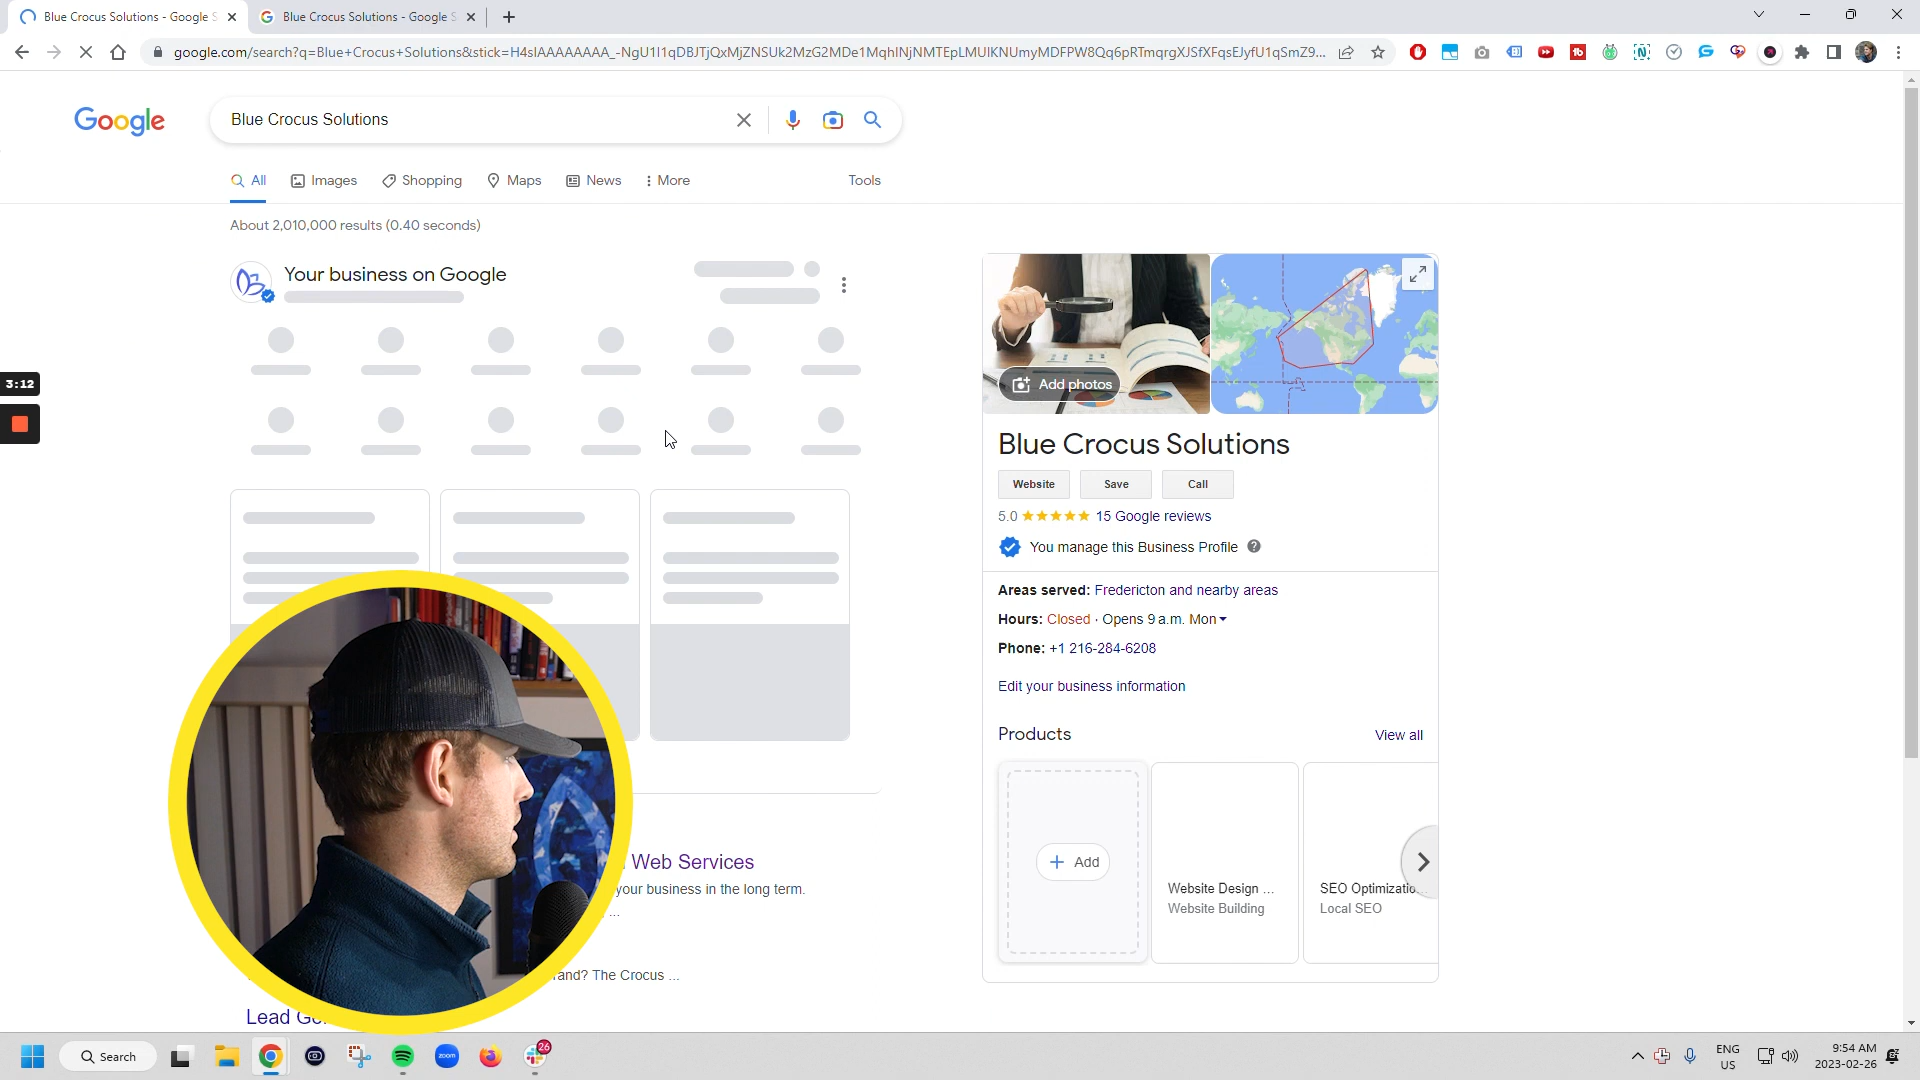 Blue Crocus Solutions - Google S
Blue Crocus Solutions - Google S
google.com/search?q=Blue+Crocus+Solutions&stick=H4sIAAAAAAAA_-NgU1I1qDBJTjQxMjZNSUk2MzG2MDe1MqhINjNMTEpLMUlKNUmyMDFPW8Qq6pRTmqrgXJSfXFqsEJyfU1qSmZ9...
Google
Blue Crocus Solutions
All
Images
Shopping
Maps
News
More
Tools
About 2,010,000 results (0.40 seconds)
Your business on Google
3:12
Add photos
Blue Crocus Solutions
Website
Save
Call
5.0
15 Google reviews
You manage this Business Profile
Areas served: Fredericton and nearby areas
Hours: Closed · Opens 9 a.m. Mon
Phone: +1 216-284-6208
Edit your business information
Products
View all
Add
Website Design ...
Website Building
SEO Optimizatio...
Local SEO
Web Services
your business in the long term.
...
and? The Crocus ...
Lead Ge
Search
zoom
26
ENG
US
9:54 AM
2023-02-26